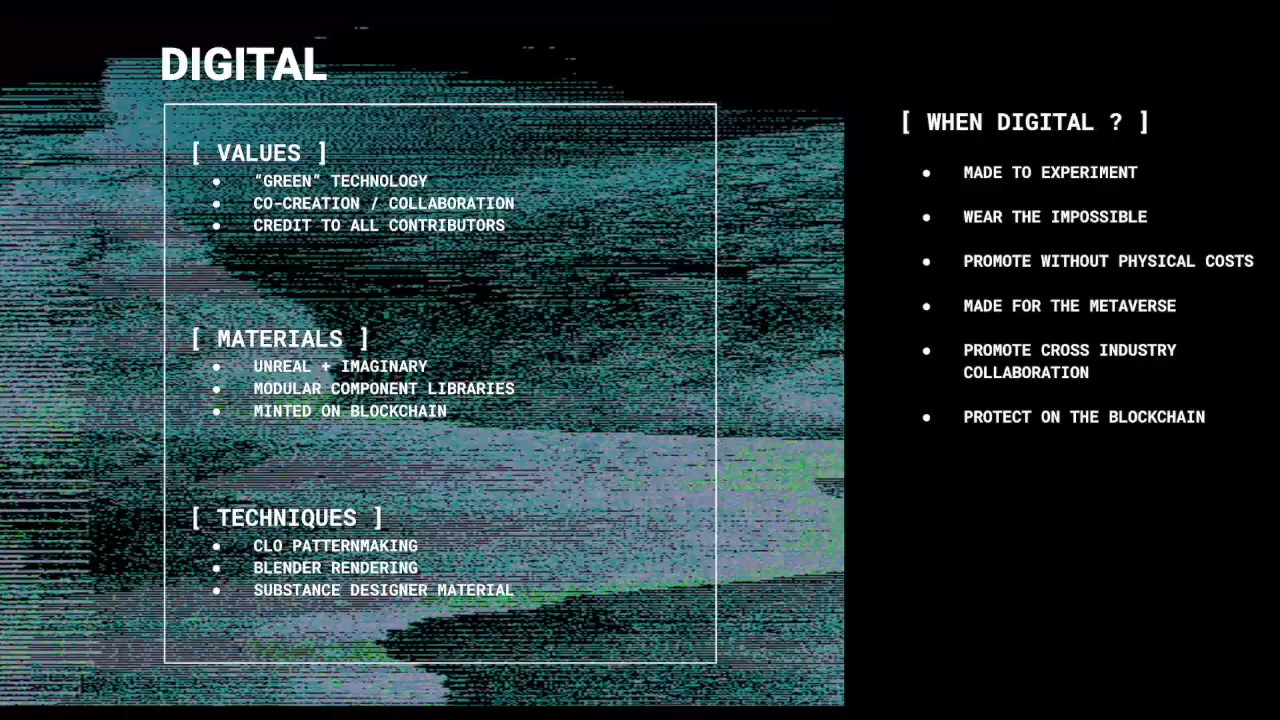 DIGITAL
[ VALUES ]
● "GREEN" TECHNOLOGY
● CO-CREATION / COLLABORATION
● CREDIT TO ALL CONTRIBUTORS
[ MATERIALS ]
● UNREAL + IMAGINARY
● MODULAR COMPONENT LIBRARIES
● MINTED ON BLOCKCHAIN
[ TECHNIQUES ]
● CLO PATTERNMAKING
● BLENDER RENDERING
● SUBSTANCE DESIGNER MATERIAL
[ WHEN DIGITAL ? ]
● MADE TO EXPERIMENT
● WEAR THE IMPOSSIBLE
● PROMOTE WITHOUT PHYSICAL COSTS
● MADE FOR THE METAVERSE
● PROMOTE CROSS INDUSTRY
COLLABORATION
● PROTECT ON THE BLOCKCHAIN